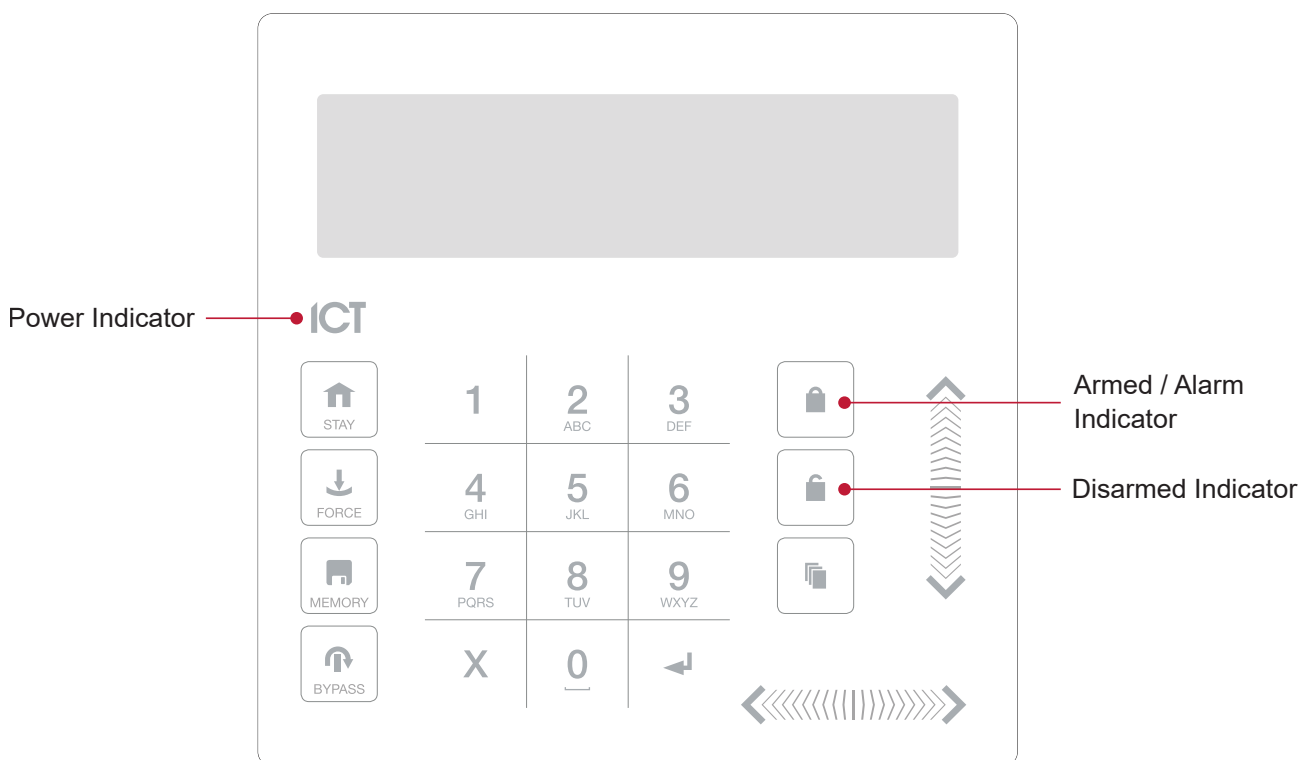 Power Indicator
ICT
STAY
1
2
ABC
3
DEF
Armed / Alarm
Indicator
FORCE
4
GHI
5
JKL
6
MNO
Disarmed Indicator
MEMORY
7
PQRS
8
TUV
9
WXYZ
BYPASS
X
0